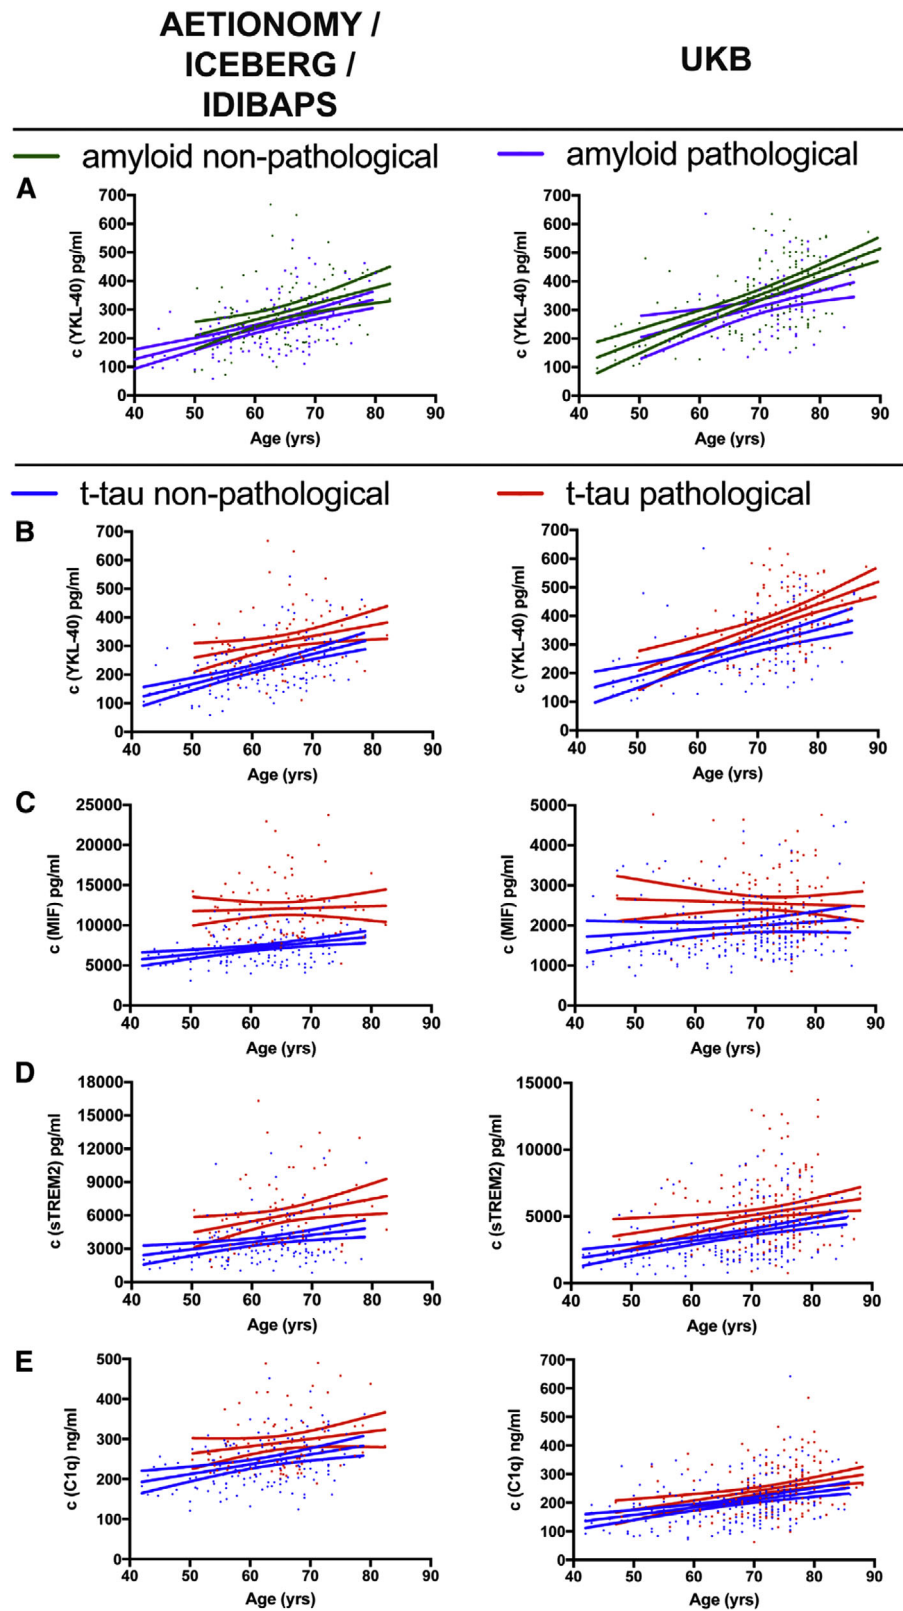 AETIONOMY /
ICEBERG /
IDIBAPS
UKB
amyloid non-pathological
amyloid pathological
A
c (YKL-40) pg/ml
700
600
500
400
300
200
100
0
40 50 60 70 80 90
Age (yrs)
c (YKL-40) pg/ml
700
600
500
400
300
200
100
0
40 50 60 70 80 90
Age (yrs)
t-tau non-pathological
t-tau pathological
B
c (YKL-40) pg/ml
700
600
500
400
300
200
100
0
40 50 60 70 80 90
Age (yrs)
c (YKL-40) pg/ml
700
600
500
400
300
200
100
0
40 50 60 70 80 90
Age (yrs)
C
c (MIF) pg/ml
25000
20000
15000
10000
5000
0
40 50 60 70 80 90
Age (yrs)
c (MIF) pg/ml
5000
4000
3000
2000
1000
0
40 50 60 70 80 90
Age (yrs)
D
c (sTREM2) pg/ml
18000
15000
12000
9000
6000
3000
0
40 50 60 70 80 90
Age (yrs)
c (sTREM2) pg/ml
15000
10000
5000
0
40 50 60 70 80 90
Age (yrs)
E
c (C1q) ng/ml
500
400
300
200
100
0
40 50 60 70 80 90
Age (yrs)
c (C1q) ng/ml
700
600
500
400
300
200
100
0
40 50 60 70 80 90
Age (yrs)